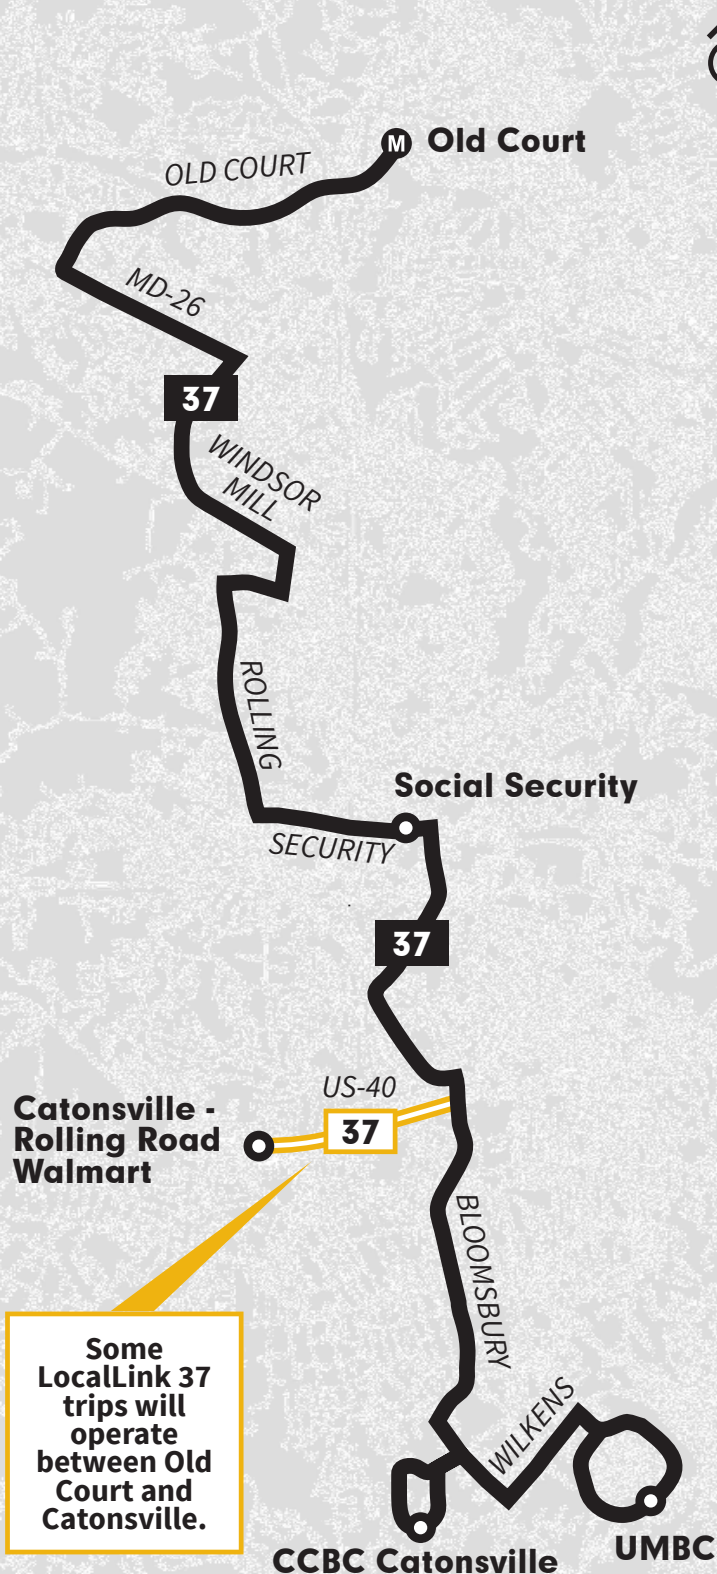 M Old Court
OLD COURT
MD-26
37
WINDSOR
MILL
ROLLING
Social Security
SECURITY
37
US-40
Catonsville -
Rolling Road
Walmart
37
BLOOMSBURY
Some
LocalLink 37
trips will
operate
between Old
Court and
Catonsville.
WILKENS
UMBC
CCBC Catonsville